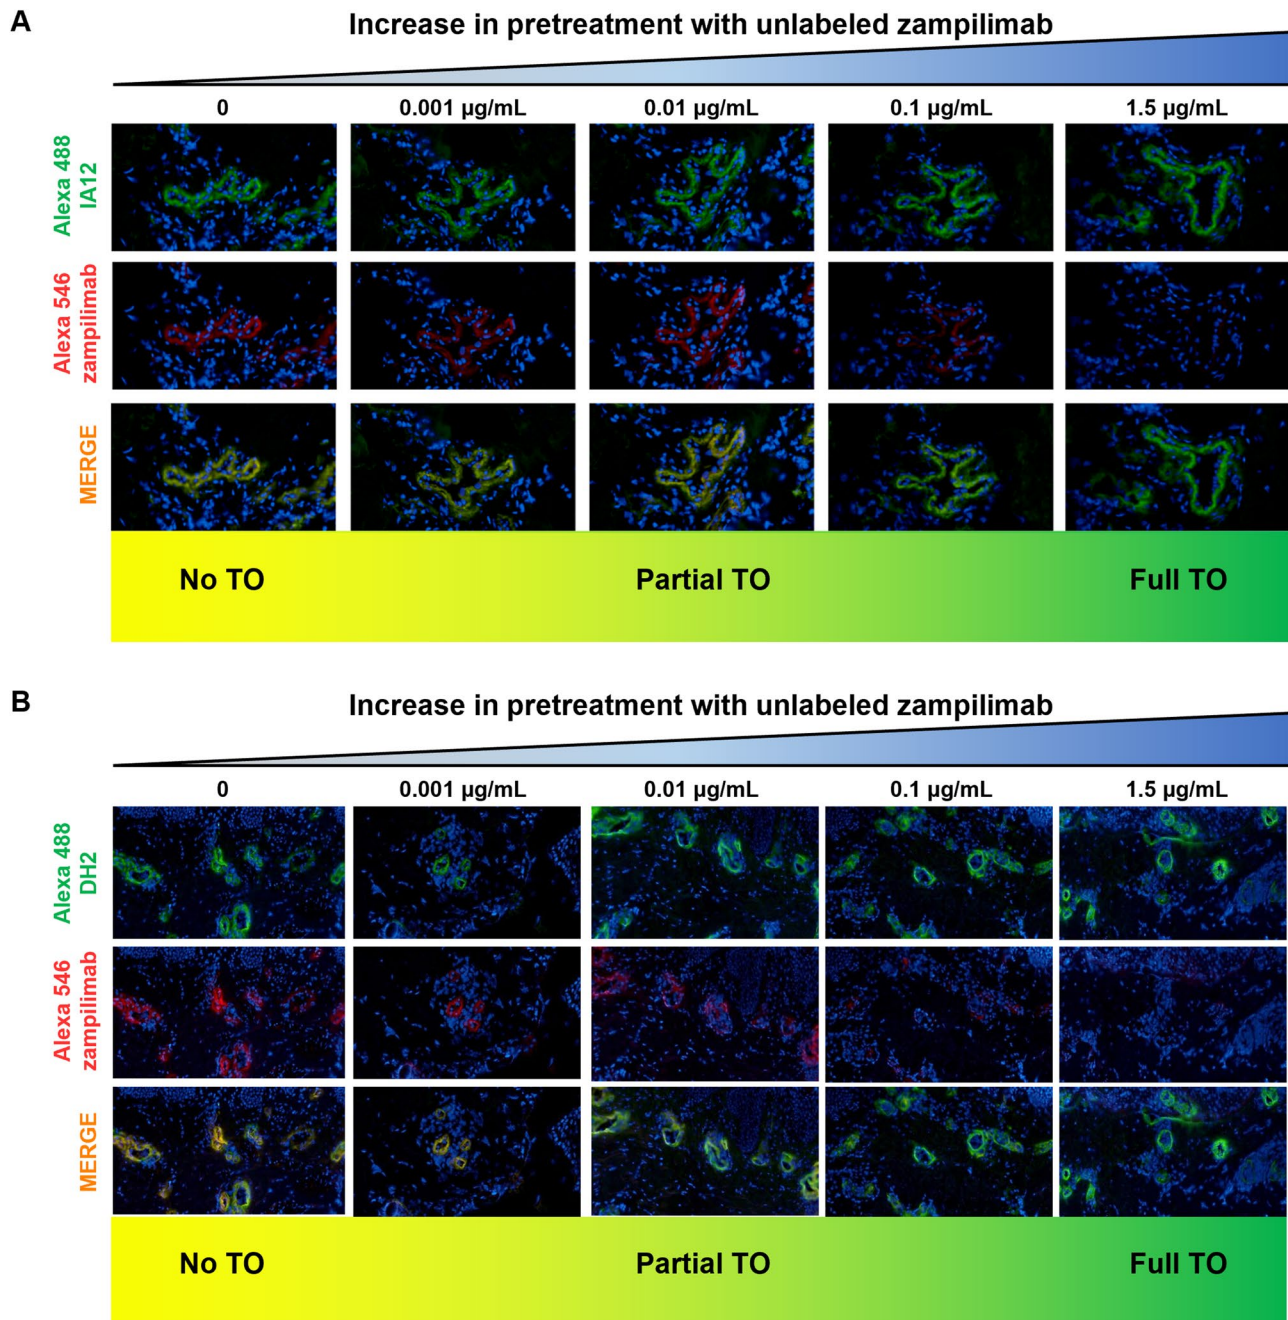 A
Increase in pretreatment with unlabeled zampilimab
0 0.001 µg/mL 0.01 µg/mL 0.1 µg/mL 1.5 µg/mL
Alexa 488
IA12
Alexa 546
zampilimab
MERGE
No TO Partial TO Full TO
B
Increase in pretreatment with unlabeled zampilimab
0 0.001 µg/mL 0.01 µg/mL 0.1 µg/mL 1.5 µg/mL
Alexa 488
DH2
Alexa 546
zampilimab
MERGE
No TO Partial TO Full TO